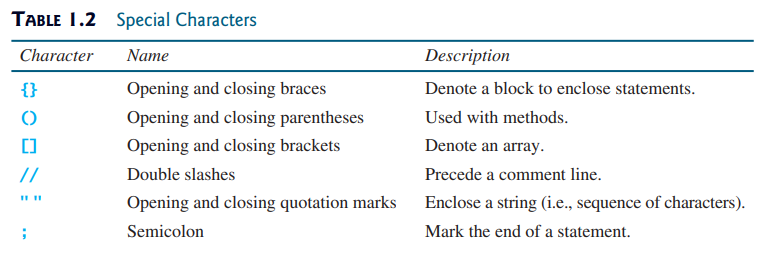 TABLE 1.2 Special Characters
Character Name Description
{} Opening and closing braces Denote a block to enclose statements.
() Opening and closing parentheses Used with methods.
[] Opening and closing brackets Denote an array.
// Double slashes Precede a comment line.
" " Opening and closing quotation marks Enclose a string (i.e., sequence of characters).
; Semicolon Mark the end of a statement.